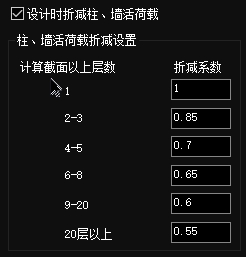 设计时折减柱、墙活荷载
柱、墙活荷载折减设置
计算截面以上层数 折减系数
1 1
2-3 0.85
4-5 0.7
6-8 0.65
9-20 0.6
20层以上 0.55